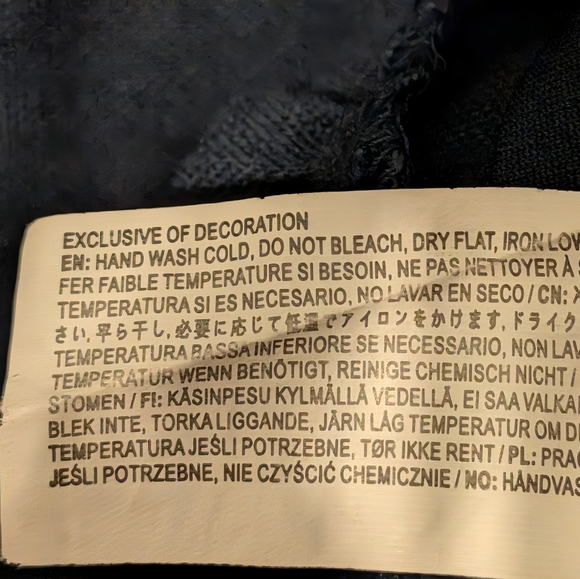 EXCLUSIVE OF DECORATION
EN: HAND WASH COLD, DO NOT BLEACH, DRY FLAT, IRON LOW
FER FAIBLE TEMPERATURE SI BESOIN, NE PAS NETTOYER À
TEMPERATURA SI ES NECESARIO, NO LAVAR EN SECO / CN:
さい, 平ら干し, 必要に応じて低温でアイロンをかけます, ドライク
TEMPERATURA BASSA INFERIORE SE NECESSARIO, NON LAV
TEMPERATUR WENN BENÖTIGT, REINIGE CHEMISCH NICHT /
STOMEN / FI: KÄSINPESU KYLMÄLLÄ VEDELLÄ, EI SAA VALKA
BLEK INTE, TORKA LIGGANDE, JÄRN LÅG TEMPERATUR OM
TEMPERATURA JEŚLI POTRZEBNE, TØR IKKE RENT / PL: PRA
JEŚLI POTRZEBNE, NIE CZYŚCIĆ CHEMICZNIE / NO: HÅNDVAS